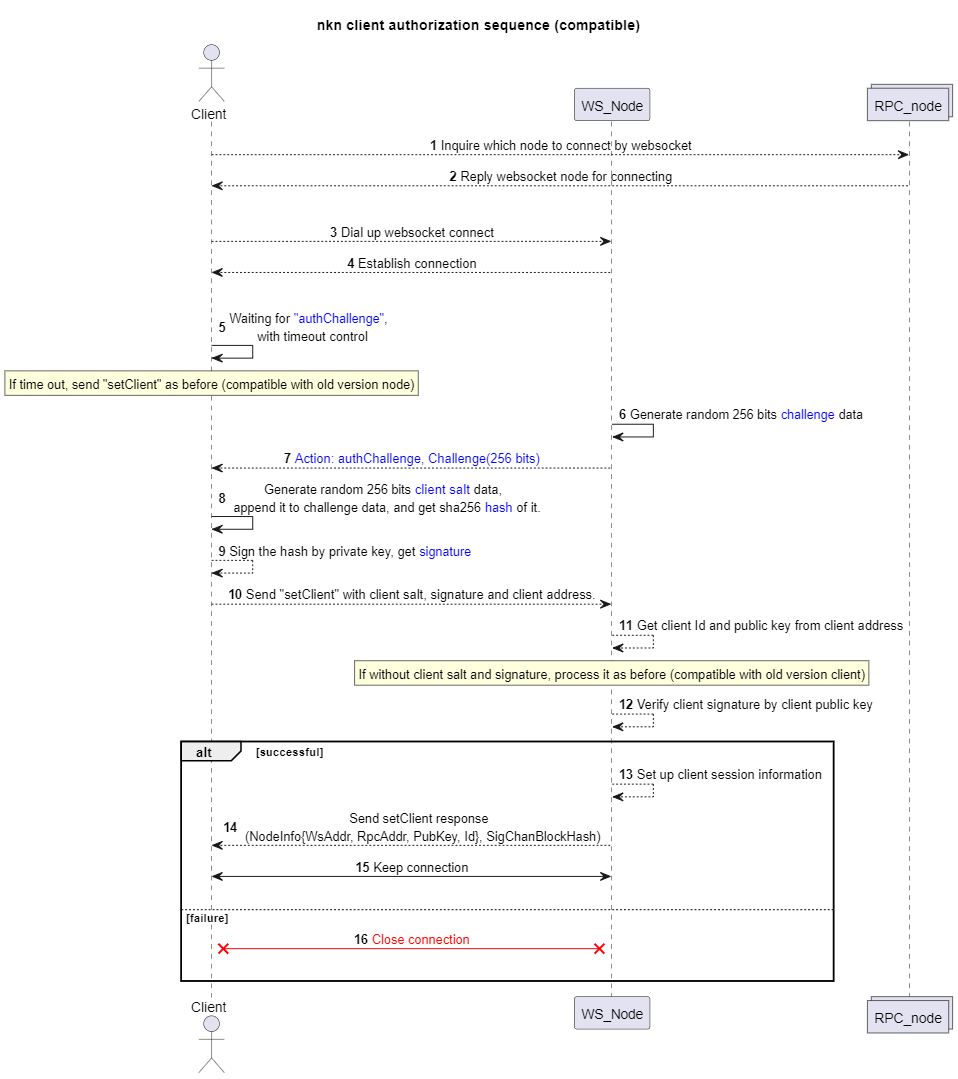 nkn client authorization sequence (compatible)
Client
WS_Node
RPC_node
1 Inquire which node to connect by websocket
2 Reply websocket node for connecting
3 Dial up websocket connect
4 Establish connection
5 Waiting for "authChallenge",
with timeout control
If time out, send "setClient" as before (compatible with old version node)
6 Generate random 256 bits challenge data
7 Action: authChallenge, Challenge(256 bits)
8 Generate random 256 bits client salt data,
append it to challenge data, and get sha256 hash of it.
9 Sign the hash by private key, get signature
10 Send "setClient" with client salt, signature and client address.
11 Get client Id and public key from client address
If without client salt and signature, process it as before (compatible with old version client)
12 Verify client signature by client public key
alt [successful]
13 Set up client session information
14 Send setClient response
(NodeInfo{WsAddr, RpcAddr, PubKey, Id}, SigChanBlockHash)
15 Keep connection
[failure]
16 Close connection
Client
WS_Node
RPC_node